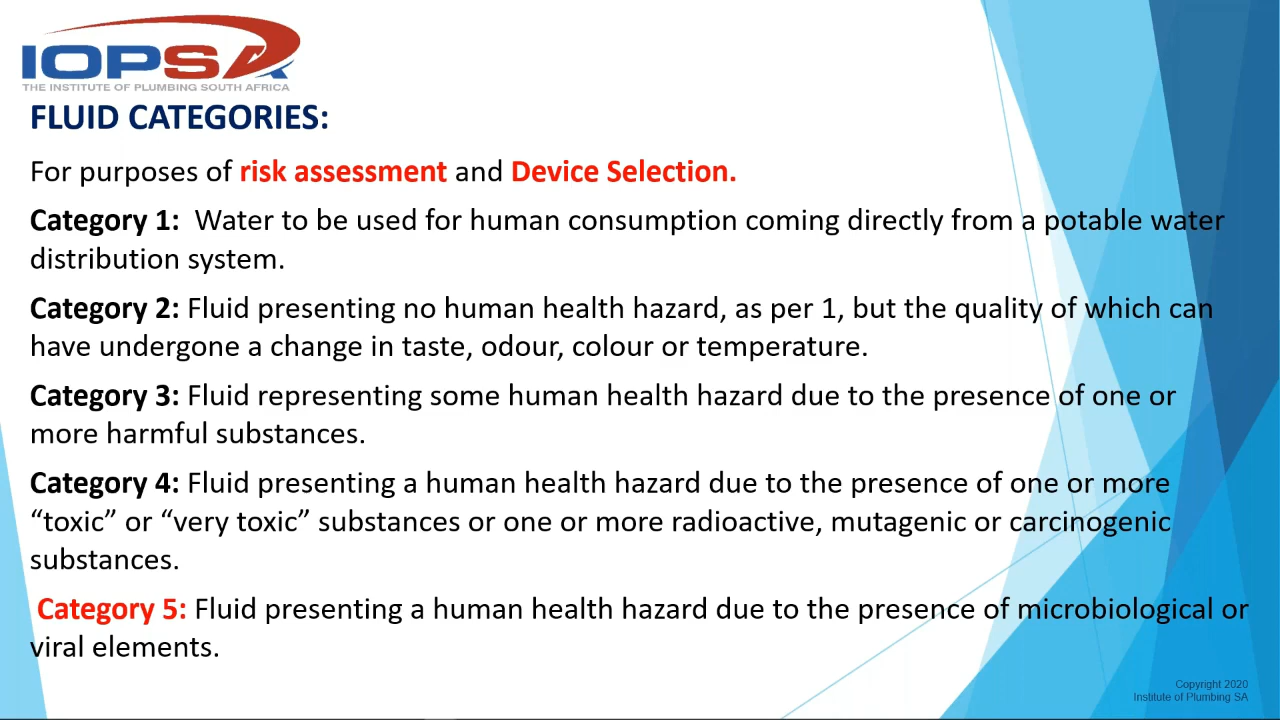 IOPSA
THE INSTITUTE OF PLUMBING SOUTH AFRICA
FLUID CATEGORIES:
For purposes of risk assessment and Device Selection.
Category 1:  Water to be used for human consumption coming directly from a potable water
distribution system.
Category 2: Fluid presenting no human health hazard, as per 1, but the quality of which can
have undergone a change in taste, odour, colour or temperature.
Category 3: Fluid representing some human health hazard due to the presence of one or
more harmful substances.
Category 4: Fluid presenting a human health hazard due to the presence of one or more
“toxic” or “very toxic” substances or one or more radioactive, mutagenic or carcinogenic
substances.
Category 5: Fluid presenting a human health hazard due to the presence of microbiological or
viral elements.
Copyright 2020
Institute of Plumbing SA